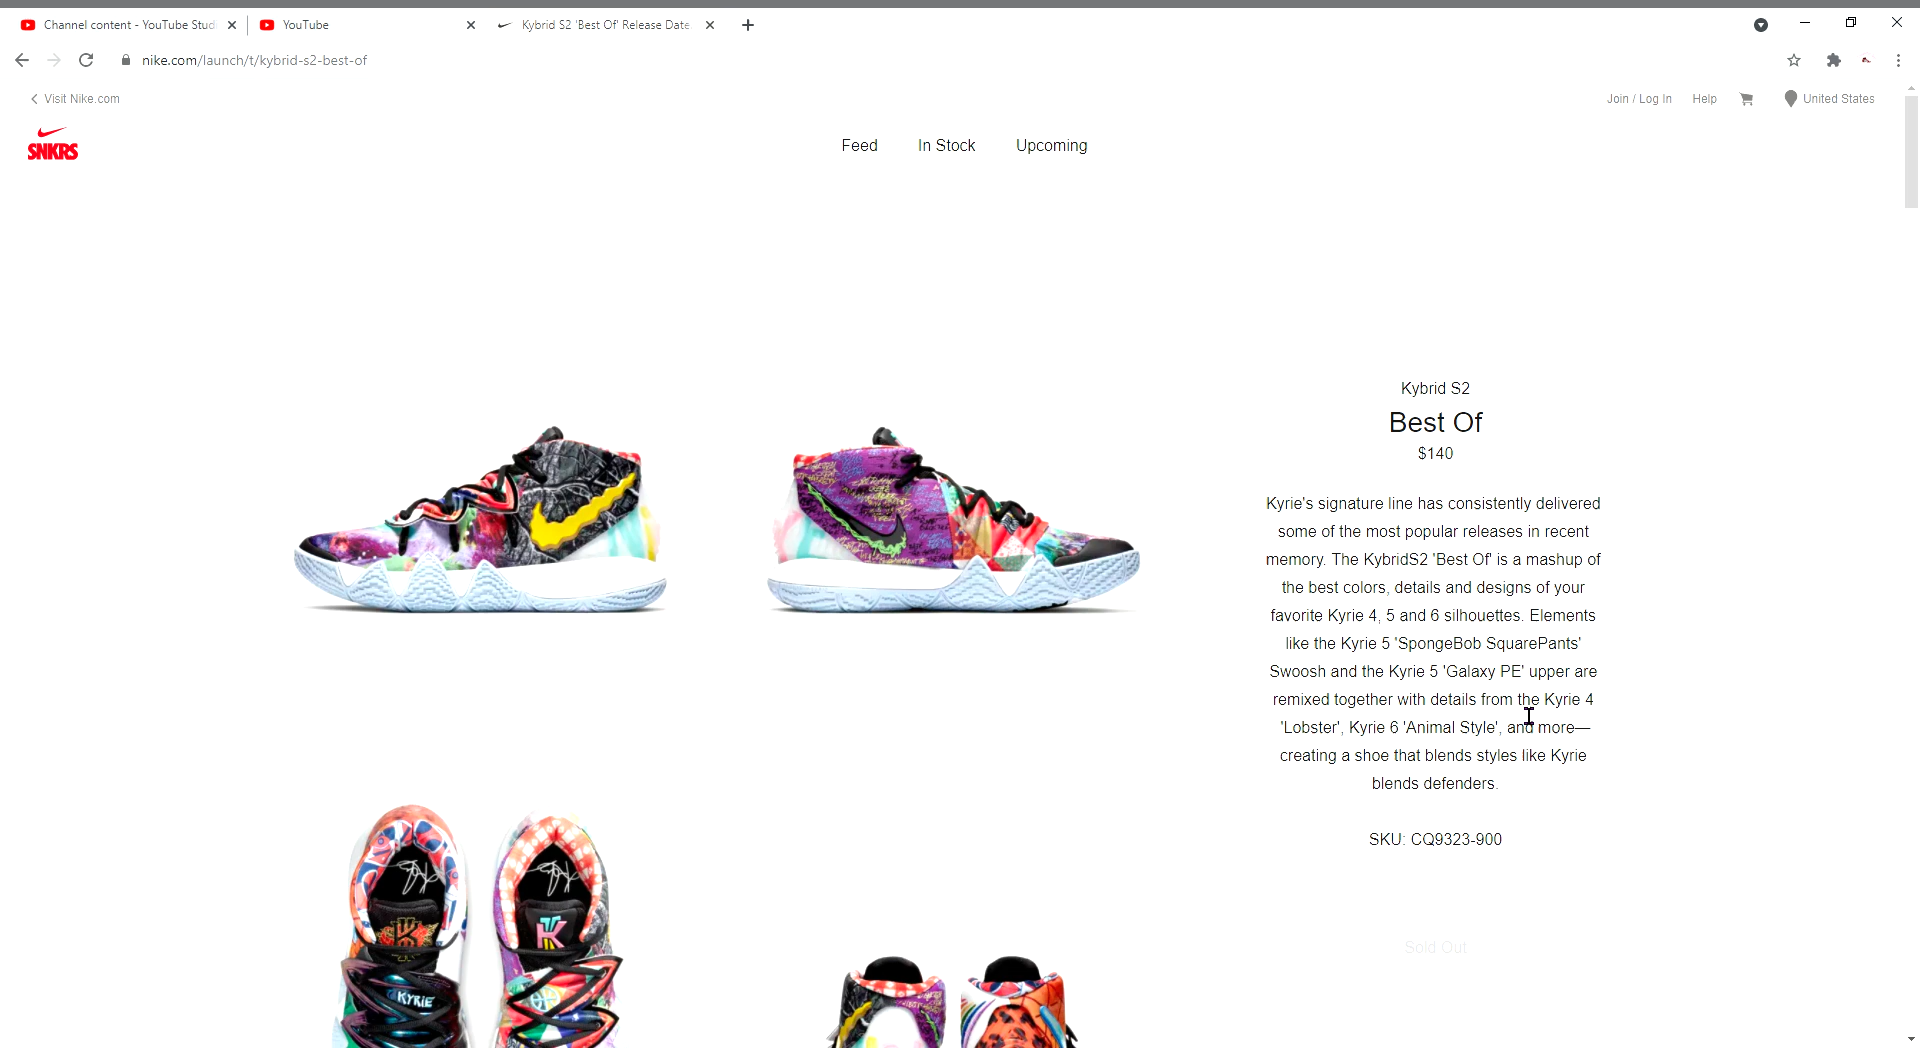 Channel content - YouTube Stud
YouTube
Kybrid S2 'Best Of' Release Date
nike.com/launch/t/kybrid-s2-best-of
Visit Nike.com
Join / Log In
Help
United States
SNKRS
Feed
In Stock
Upcoming
Kybrid S2
Best Of
$140
Kyrie's signature line has consistently delivered
some of the most popular releases in recent
memory. The KybridS2 'Best Of' is a mashup of
the best colors, details and designs of your
favorite Kyrie 4, 5 and 6 silhouettes. Elements
like the Kyrie 5 'SpongeBob SquarePants'
Swoosh and the Kyrie 5 'Galaxy PE' upper are
remixed together with details from the Kyrie 4
'Lobster', Kyrie 6 'Animal Style', and more—
creating a shoe that blends styles like Kyrie
blends defenders.
SKU: CQ9323-900
Sold Out
KYRIE